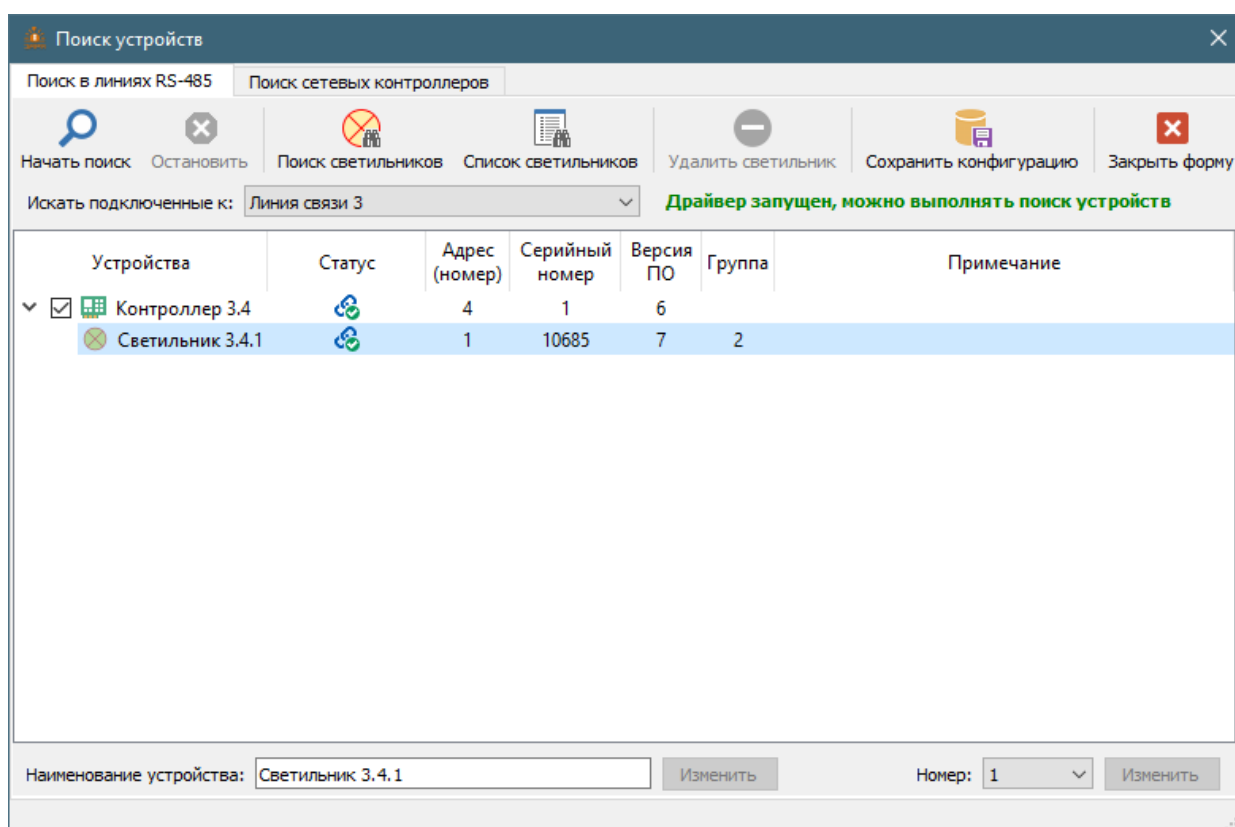 Поиск устройств
Поиск в линиях RS-485 Поиск сетевых контроллеров
Начать поиск Остановить Поиск светильников Список светильников Удалить светильник Сохранить конфигурацию Закрыть форму
Искать подключенные к: Линия связи 3 Драйвер запущен, можно выполнять поиск устройств
Устройства Статус Адрес (номер) Серийный номер Версия ПО Группа Примечание
Контроллер 3.4 4 1 6
Светильник 3.4.1 1 10685 7 2
Наименование устройства: Светильник 3.4.1 Изменить Номер: 1 Изменить